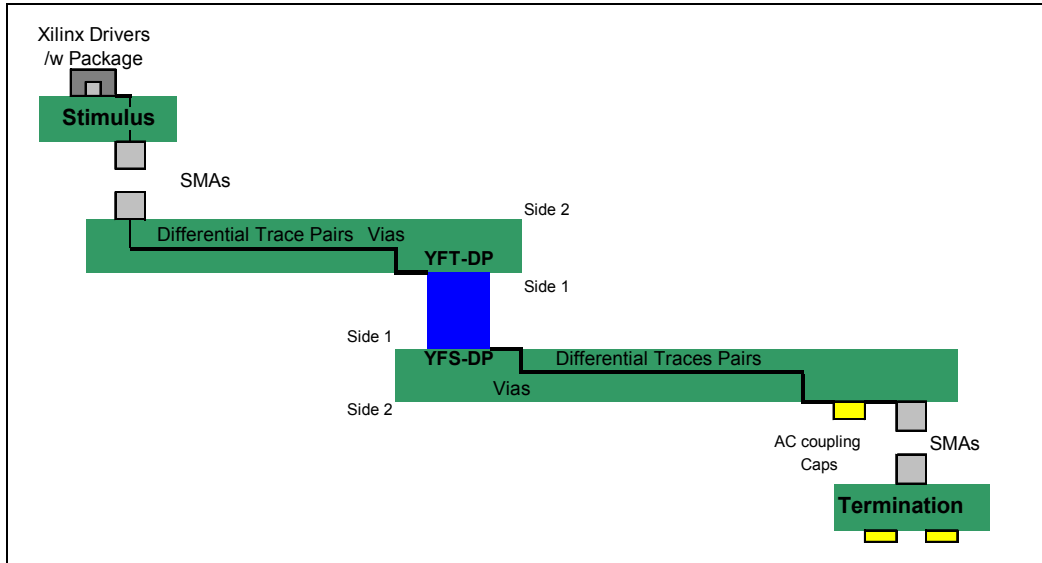 Xilinx Drivers
/w Package
Stimulus
SMAs
Side 2
Differential Trace Pairs Vias
YFT-DP
Side 1
Side 1
YFS-DP
Differential Traces Pairs
Vias
Side 2
AC coupling
Caps
SMAs
Termination